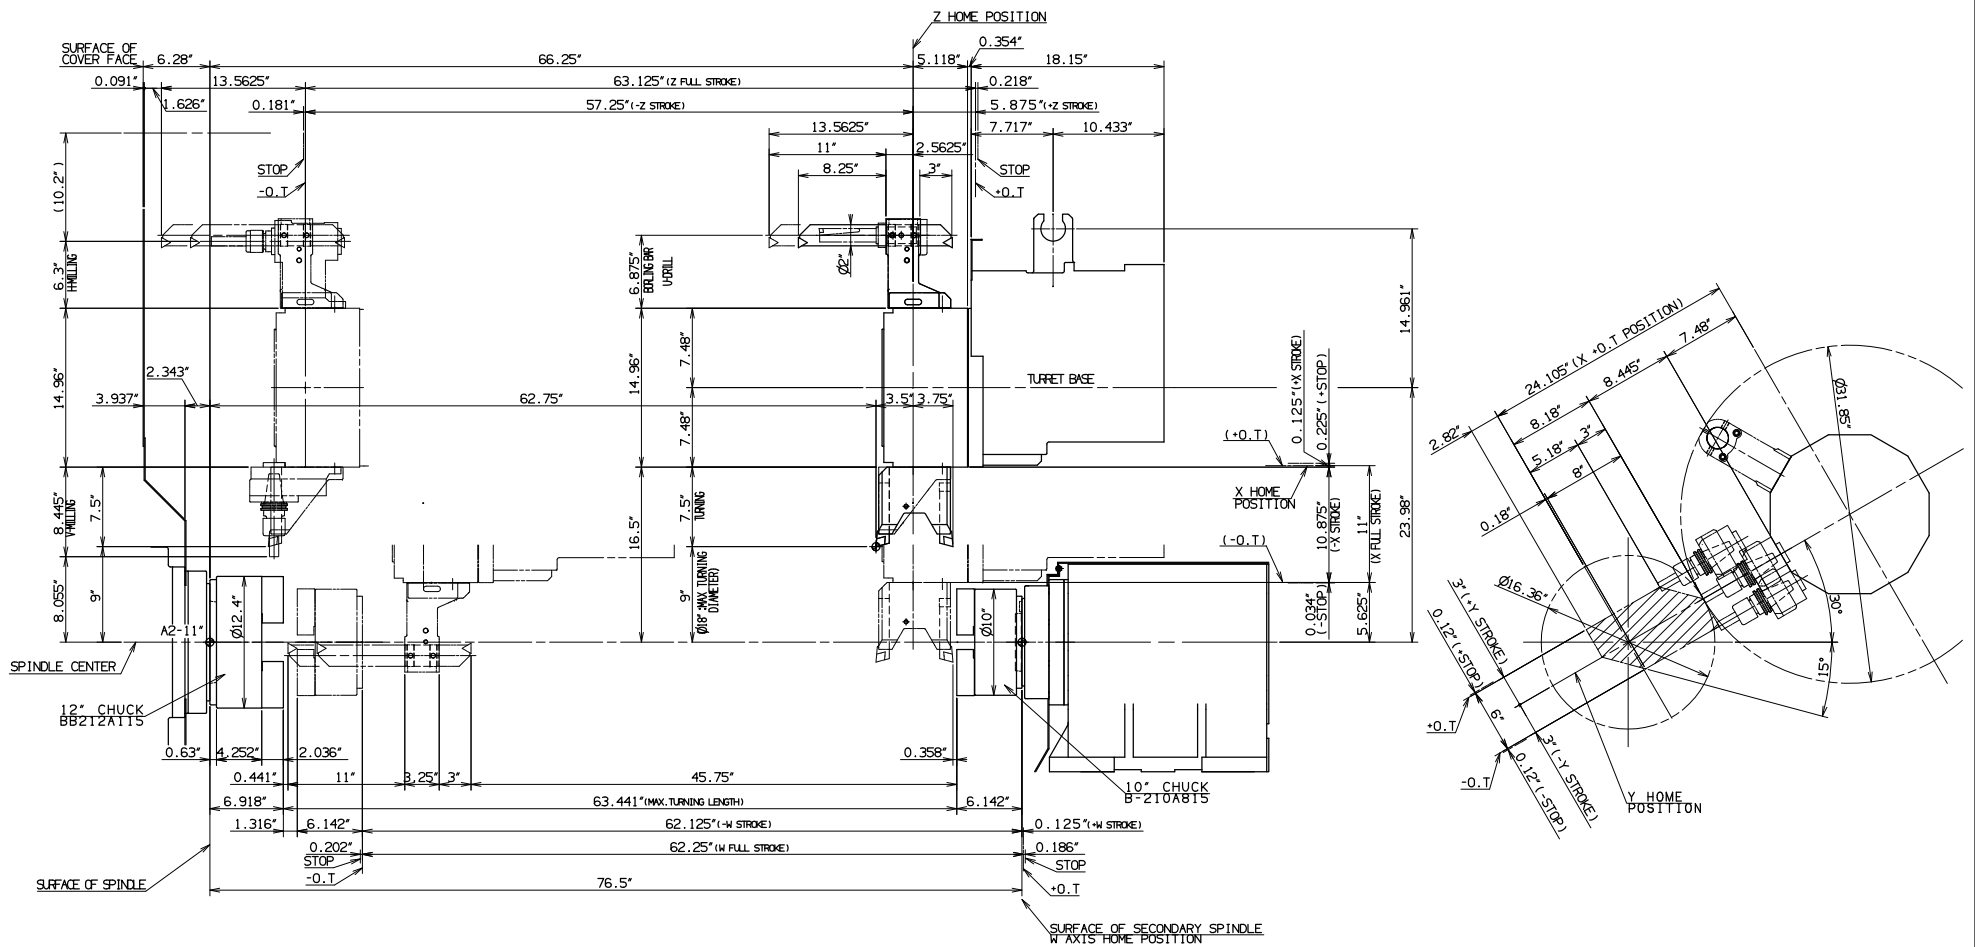 Z HOME POSITION
SURFACE OF
COVER FACE
6.28"
66.25"
5.118"
0.354"
18.15"
0.091"
13.5625"
63.125"(Z FULL STROKE)
0.218"
1.626"
0.181"
57.25"(-Z STROKE)
5.875"(+Z STROKE)
13.5625"
7.717"
10.433"
11"
2.5625"
STOP
8.25"
3"
STOP
-O.T
+O.T
(10.2")
6.3"
H-MILLING
Ø2"
6.875"
BORLING BAR
U-DRILL
14.961"
14.96"
14.96"
7.48"
7.48"
TURRET BASE
2.343"
3.937"
62.75"
3.5"
3.75"
0.125"(+X STROKE)
0.225"(+STOP)
(+O.T)
X HOME
POSITION
8.445"
V-MILLING
7.5"
7.5"
TURNING
16.5"
10.875"
(-X STROKE)
11"
(X FULL STROKE)
23.98"
(-O.T)
8.055"
9"
9"
Ø18"(MAX.TURNING
DIAMETER)
0.034"
(-STOP)
5.625"
A2-11"
Ø12.4"
Ø10"
SPINDLE CENTER
12" CHUCK
BB212A115
0.63"
4.252"
2.036"
0.358"
0.441"
11"
3.25"
3"
45.75"
10" CHUCK
B-210A815
6.918"
63.441"(MAX.TURNING LENGTH)
6.142"
1.316"
6.142"
62.125"(-W STROKE)
0.125"(+W STROKE)
0.202"
62.25"(W FULL STROKE)
0.186"
STOP
STOP
-O.T
+O.T
SURFACE OF SPINDLE
76.5"
SURFACE OF SECONDARY SPINDLE
W AXIS HOME POSITION
24.105"(X +O.T POSITION)
7.48"
8.445"
8.18"
3"
2.82"
5.18"
8"
0.18"
Ø31.85"
Ø16.36"
30°
15°
3"(+Y STROKE)
0.12"(+STOP)
+O.T
6"
-O.T
3"(-Y STROKE)
0.12"(-STOP)
Y HOME
POSITION